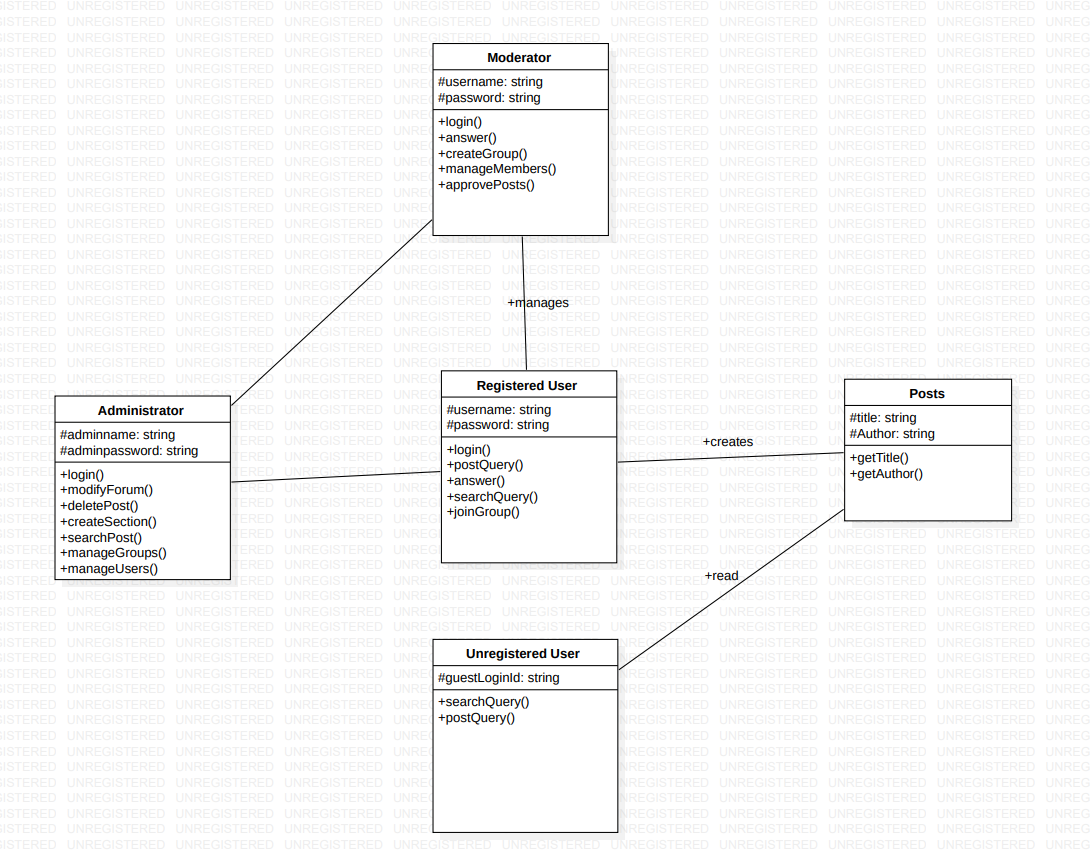 Moderator
#username: string
#password: string
+login()
+answer()
+createGroup()
+manageMembers()
+approvePosts()
+manages
Administrator
#adminname: string
#adminpassword: string
+login()
+modifyForum()
+deletePost()
+createSection()
+searchPost()
+manageGroups()
+manageUsers()
Registered User
#username: string
#password: string
+login()
+postQuery()
+answer()
+searchQuery()
+joinGroup()
+creates
Posts
#title: string
#Author: string
+getTitle()
+getAuthor()
+read
Unregistered User
#guestLoginId: string
+searchQuery()
+postQuery()
UNREGISTERED